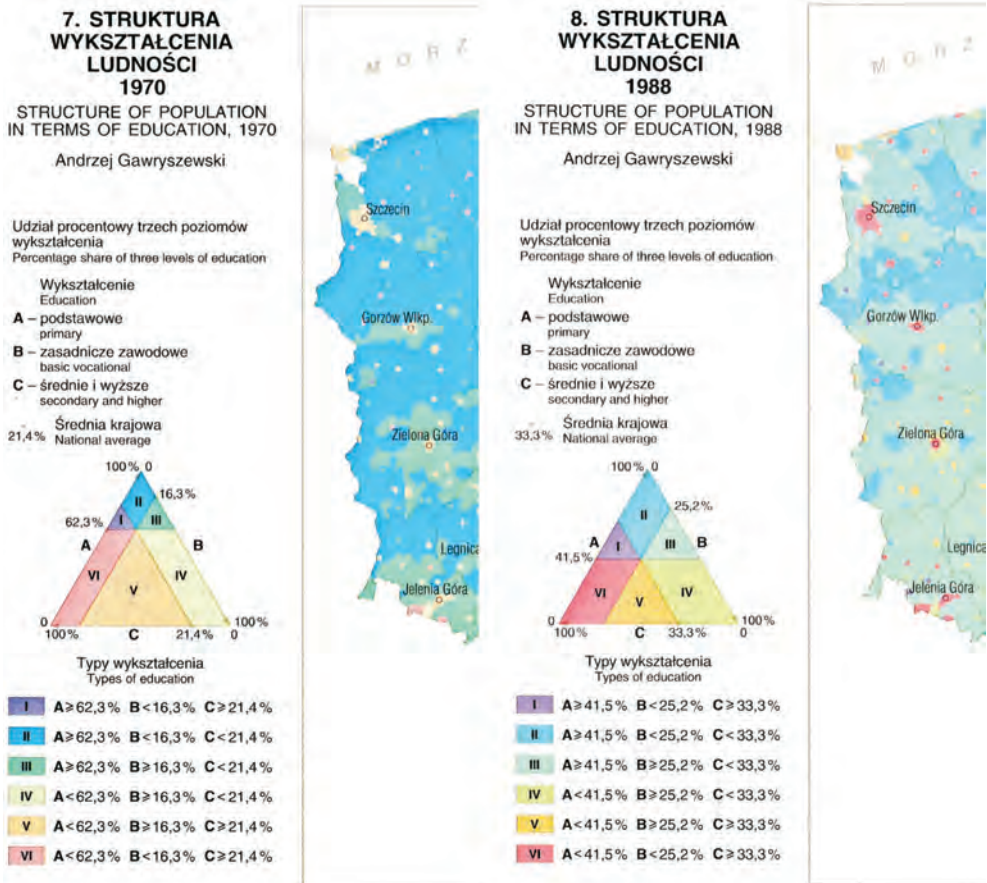 7. STRUKTURA
WYKSZTAŁCENIA
LUDNOŚCI
1970
STRUCTURE OF POPULATION
IN TERMS OF EDUCATION, 1970
Andrzej Gawryszewski
Udział procentowy trzech poziomów
wykształcenia
Percentage share of three levels of education
Wykształcenie
Education
A – podstawowe
primary
B – zasadnicze zawodowe
basic vocational
C – średnie i wyższe
secondary and higher
21,4% Średnia krajowa
National average
100% 0
16,3%
62,3%
II
I III
A B
VI V IV
0 100%
100% C 21,4% 0
Typy wykształcenia
Types of education
I A≥62,3% B<16,3% C≥21,4%
II A≥62,3% B<16,3% C<21,4%
III A≥62,3% B≥16,3% C<21,4%
IV A<62,3% B≥16,3% C<21,4%
V A<62,3% B≥16,3% C≥21,4%
VI A<62,3% B<16,3% C≥21,4%
MORZ
Szczecin
Gorzów Wlkp.
Zielona Góra
Legnica
Jelenia Góra
8. STRUKTURA
WYKSZTAŁCENIA
LUDNOŚCI
1988
STRUCTURE OF POPULATION
IN TERMS OF EDUCATION, 1988
Andrzej Gawryszewski
Udział procentowy trzech poziomów
wykształcenia
Percentage share of three levels of education
Wykształcenie
Education
A – podstawowe
primary
B – zasadnicze zawodowe
basic vocational
C – średnie i wyższe
secondary and higher
33,3% Średnia krajowa
National average
100% 0
25,2%
II
A I III B
41,5%
VI V IV
0 100%
100% C 33,3% 0
Typy wykształcenia
Types of education
I A≥41,5% B<25,2% C≥33,3%
II A≥41,5% B<25,2% C<33,3%
III A≥41,5% B≥25,2% C<33,3%
IV A<41,5% B≥25,2% C<33,3%
V A<41,5% B≥25,2% C≥33,3%
VI A<41,5% B<25,2% C≥33,3%
MORZ
Szczecin
Gorzów Wlkp.
Zielona Góra
Legnica
Jelenia Góra